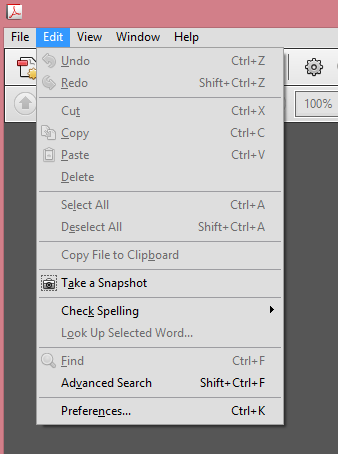 File Edit View Window Help
Undo Ctrl+Z
Redo Shift+Ctrl+Z
100%
Cut Ctrl+X
Copy Ctrl+C
Paste Ctrl+V
Delete
Select All Ctrl+A
Deselect All Shift+Ctrl+A
Copy File to Clipboard
Take a Snapshot
Check Spelling
Look Up Selected Word...
Find Ctrl+F
Advanced Search Shift+Ctrl+F
Preferences... Ctrl+K